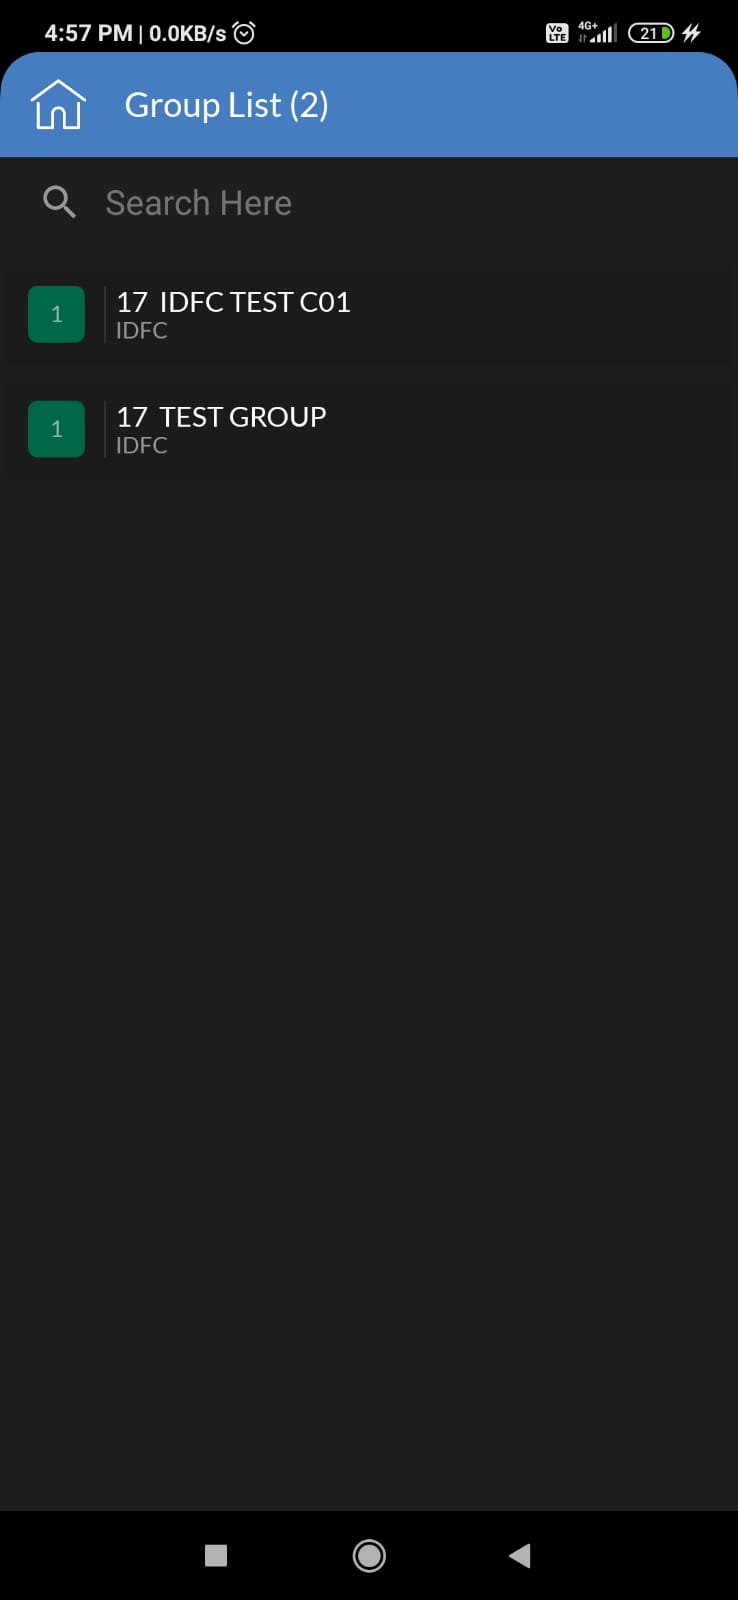 4:57 PM | 0.0KB/s
Vo LTE 4G+ 21
Group List (2)
Search Here
1
17 IDFC TEST C01
IDFC
1
17 TEST GROUP
IDFC